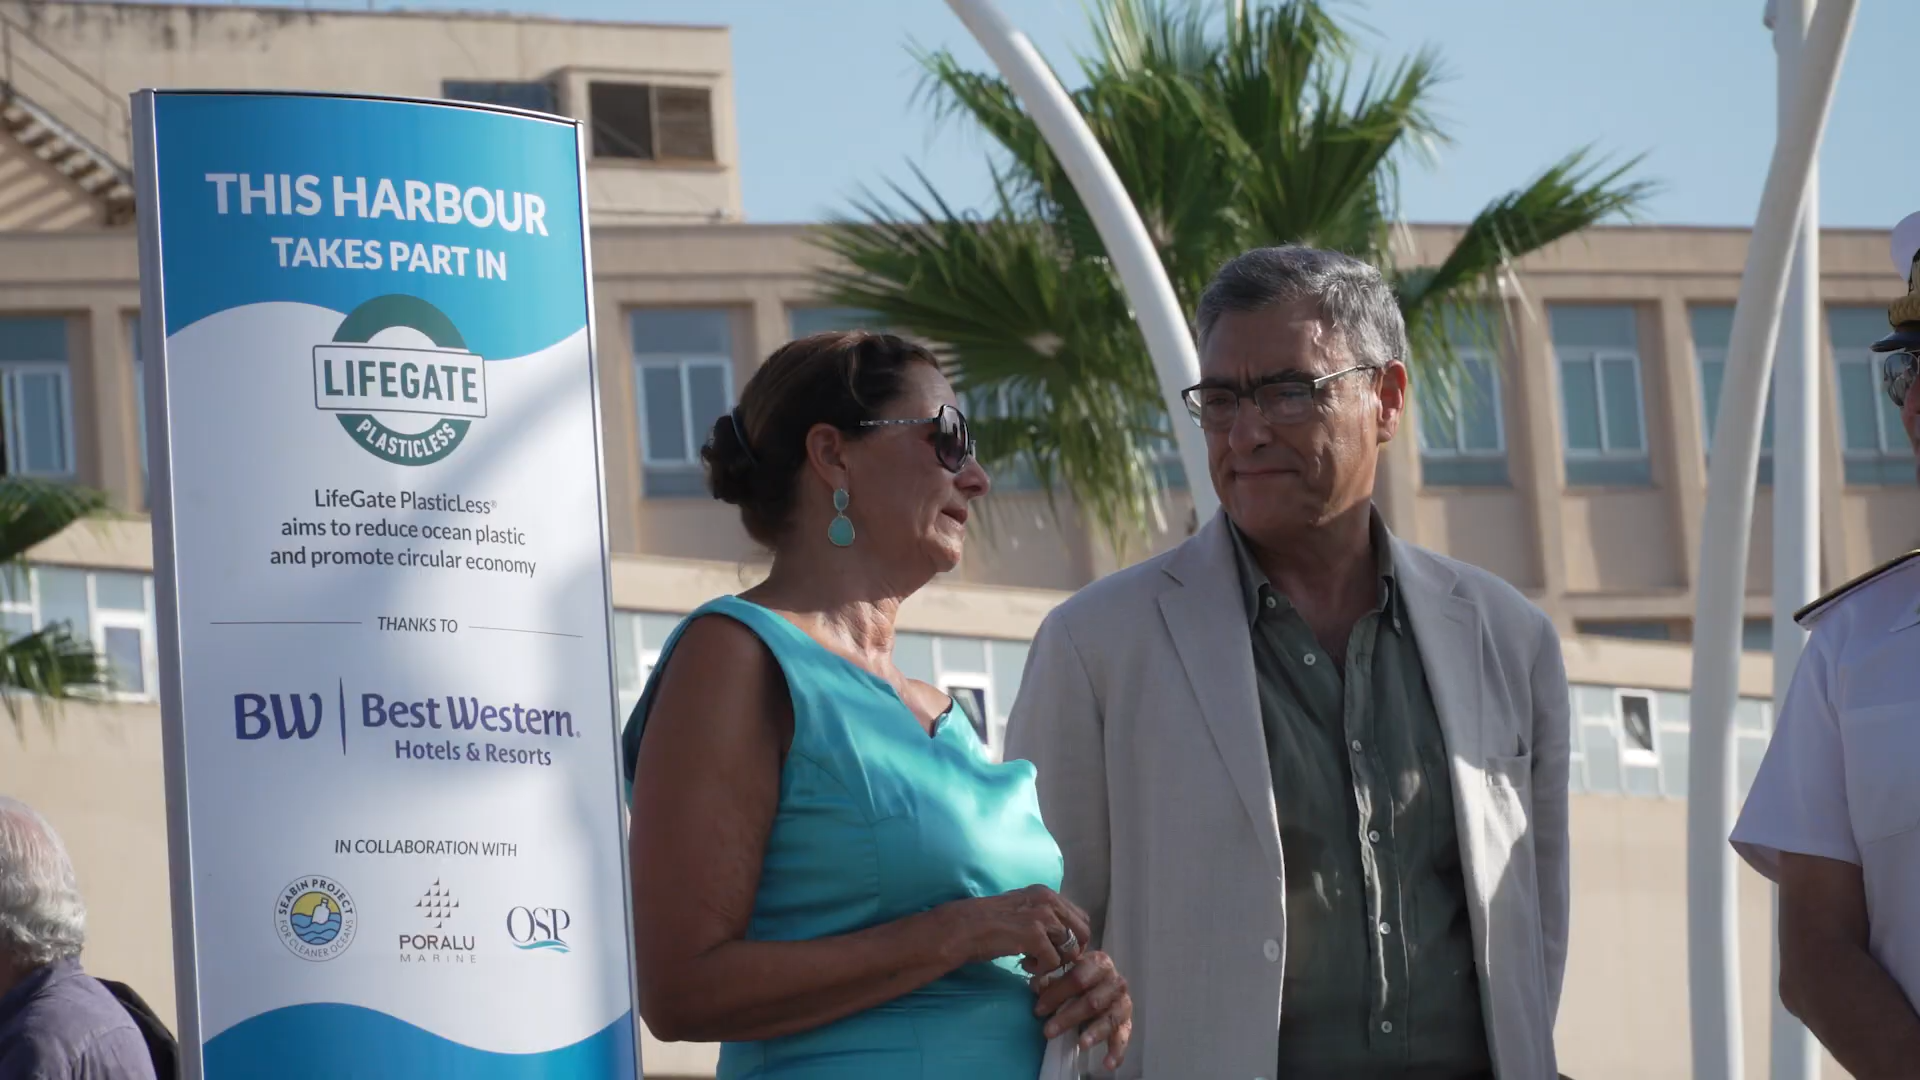 THIS HARBOUR
TAKES PART IN
LIFEGATE
PLASTICLESS
LifeGate PlasticLess®
aims to reduce ocean plastic
and promote circular economy
THANKS TO
BW Best Western.
Hotels & Resorts
IN COLLABORATION WITH
SEABIN PROJECT
FOR CLEANER OCEANS
PORALU
MARINE
OSP